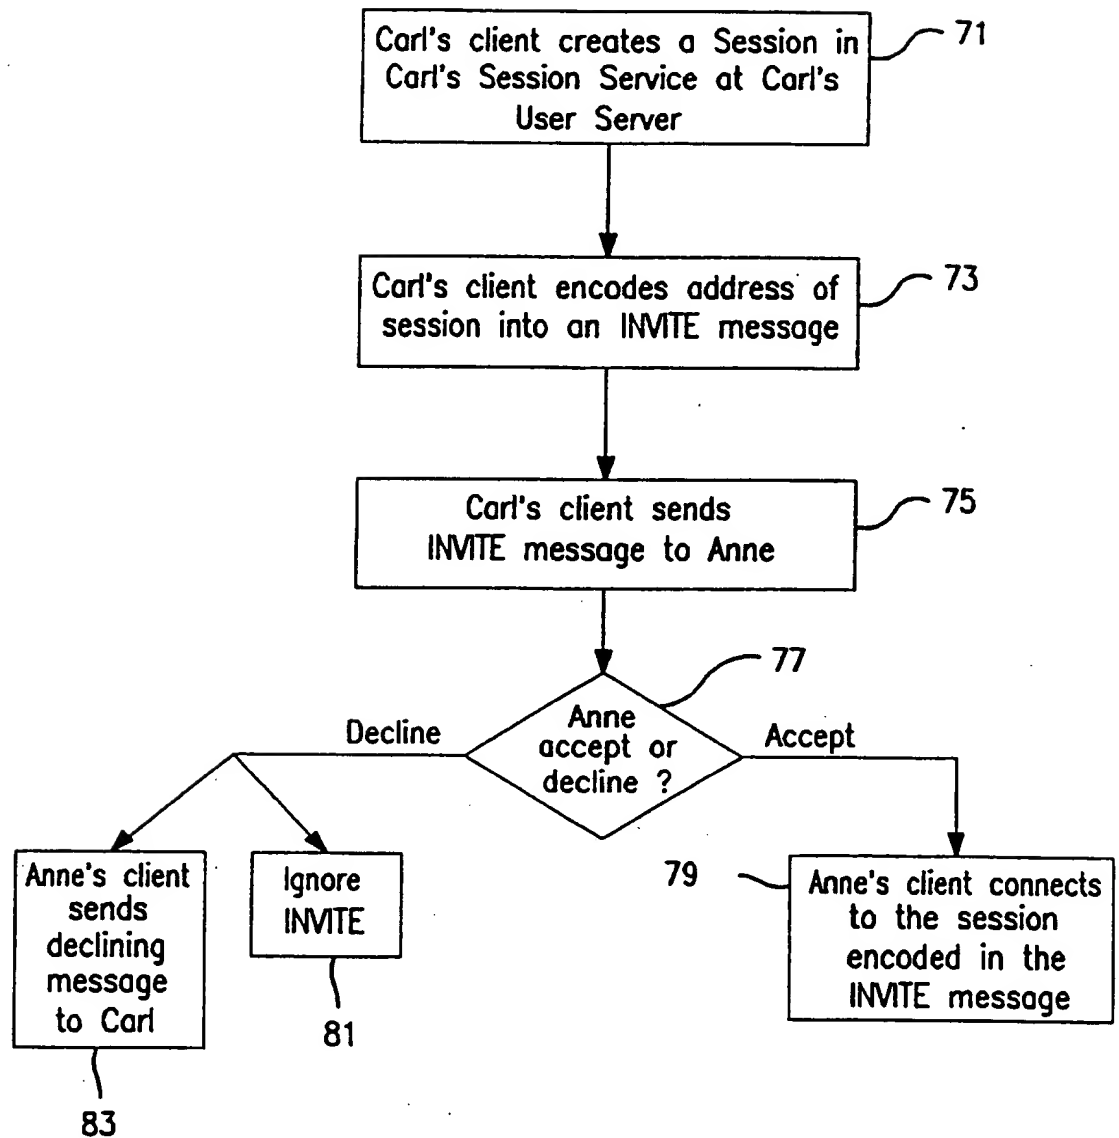 Carl's client creates a Session in
Carl's Session Service at Carl's
User Server
71
Carl's client encodes address of
session into an INVITE message
73
Carl's client sends
INVITE message to Anne
75
77
Anne
accept or
decline ?
Decline
Accept
Anne's client
sends
declining
message
to Carl
83
Ignore
INVITE
81
79
Anne's client connects
to the session
encoded in the
INVITE message